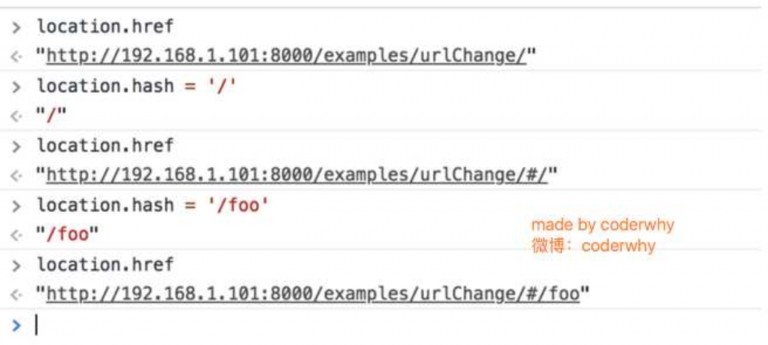 > location.href
<· "http://192.168.1.101:8000/examples/urlChange/"
> location.hash = '/'
<· "/"
> location.href
<· "http://192.168.1.101:8000/examples/urlChange/#/"
> location.hash = '/foo'
<· "/foo"
made by coderwhy
微博：coderwhy
> location.href
<· "http://192.168.1.101:8000/examples/urlChange/#/foo"
>